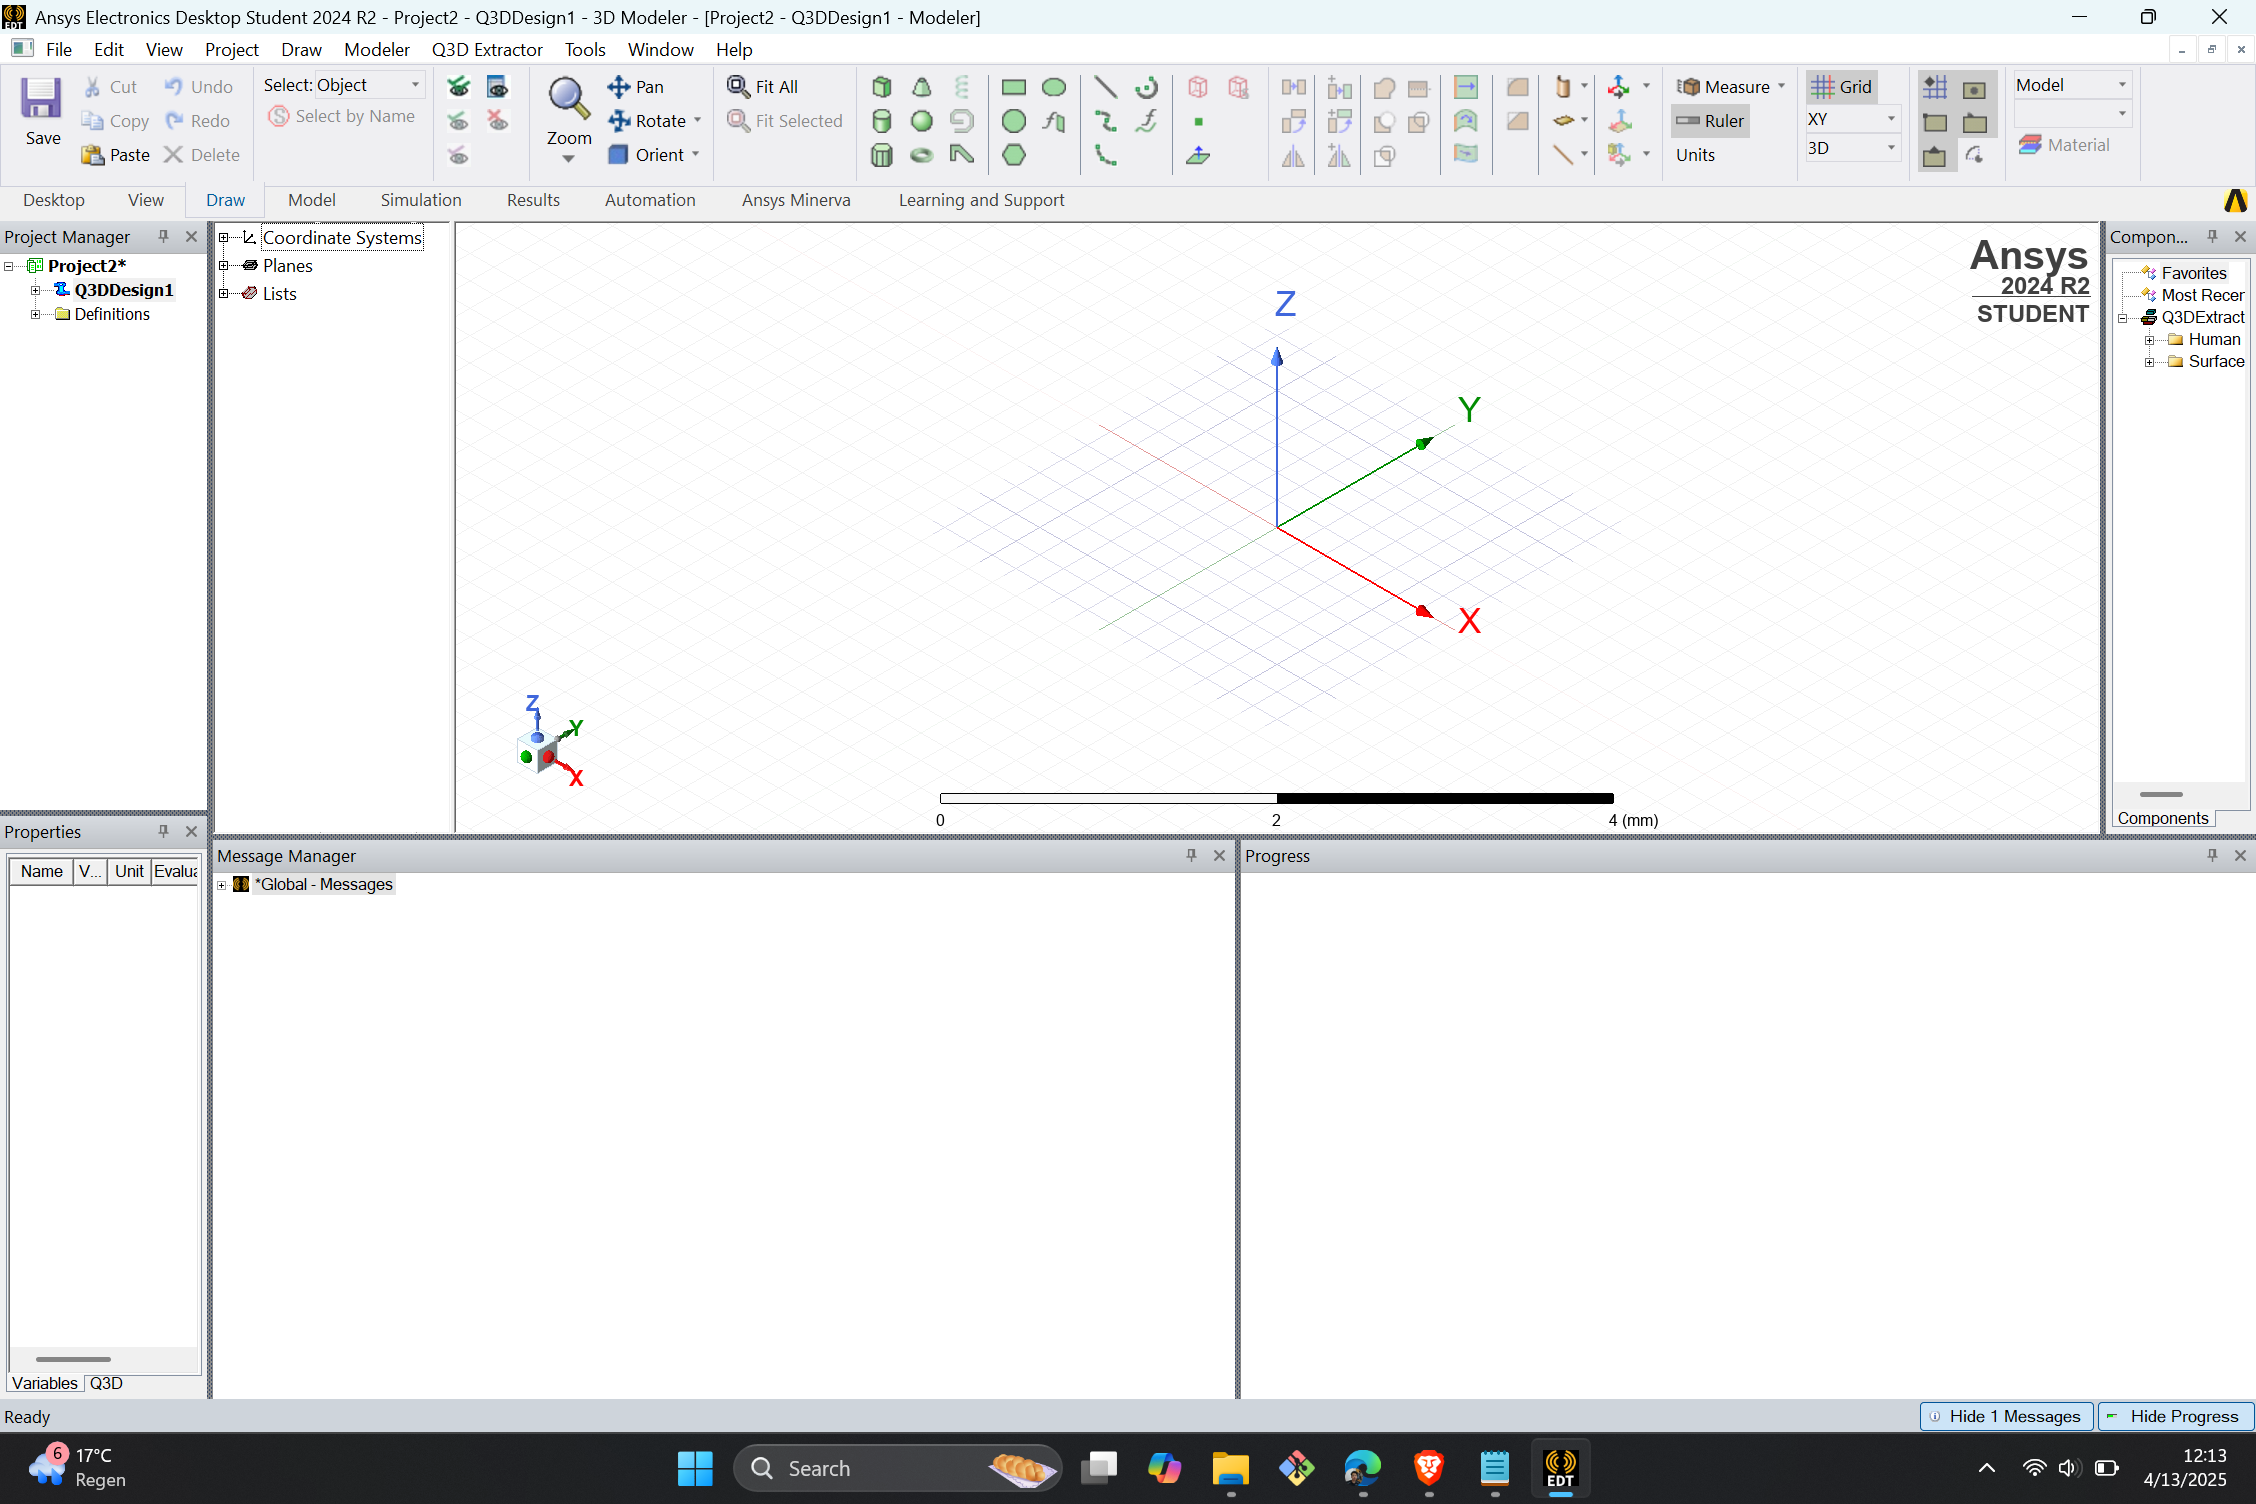 Ansys Electronics Desktop Student 2024 R2 - Project2 - Q3DDesign1 - 3D Modeler - [Project2 - Q3DDesign1 - Modeler]
File Edit View Project Draw Modeler Q3D Extractor Tools Window Help
Save
Cut
Copy
Paste
Undo
Redo
Delete
Select: Object
Select by Name
Zoom
Pan
Rotate
Orient
Fit All
Fit Selected
Measure
Ruler
Units
Grid
XY
3D
Model
Material
Desktop View Draw Model Simulation Results Automation Ansys Minerva Learning and Support
Project Manager
Project2*
Q3DDesign1
Definitions
Coordinate Systems
Planes
Lists
Ansys
2024 R2
STUDENT
Z
Y
X
Z
Y
X
0 2 4 (mm)
Compon...
Favorites
Most Recer
Q3DExtract
Human
Surface
Components
Properties
Name V... Unit Evalua
Variables Q3D
Message Manager
*Global - Messages
Progress
Ready
Hide 1 Messages
Hide Progress
6
17°C
Regen
Search
EDT
12:13
4/13/2025